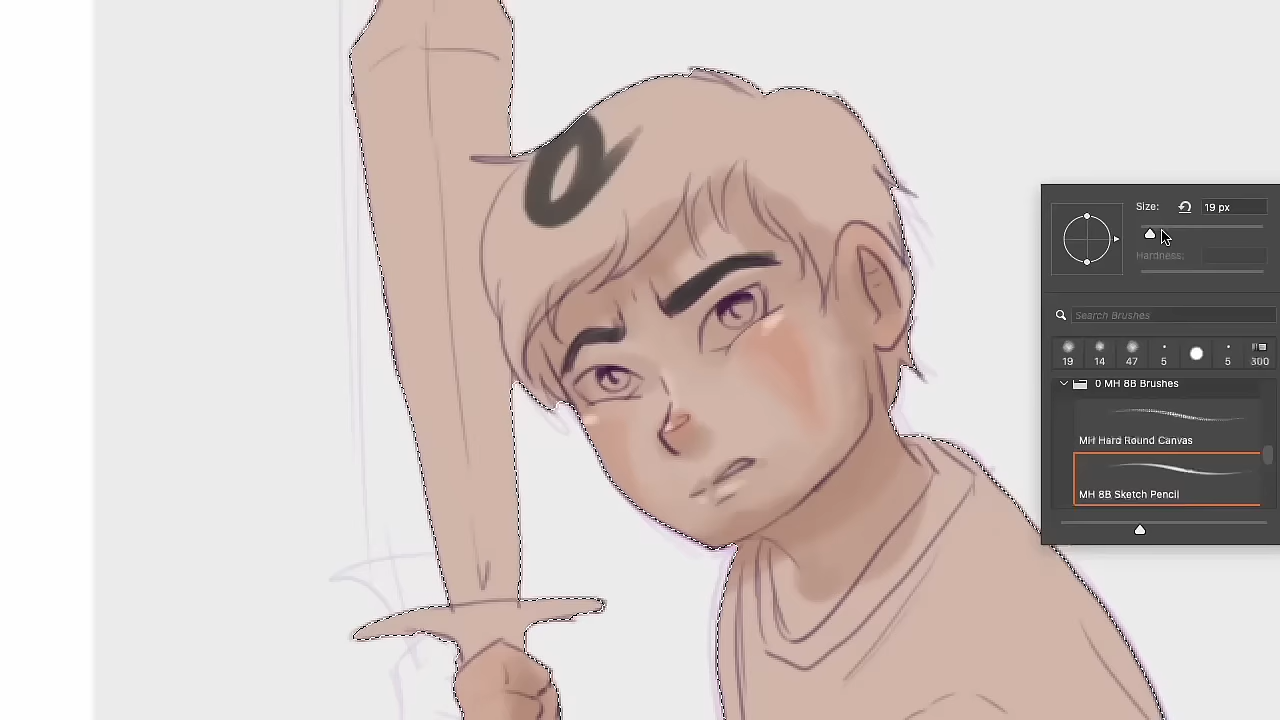 Size: 19 px
Hardness:
Search Brushes
19 14 47 5 5 300
0 MH 8B Brushes
MH Hard Round Canvas
MH 8B Sketch Pencil